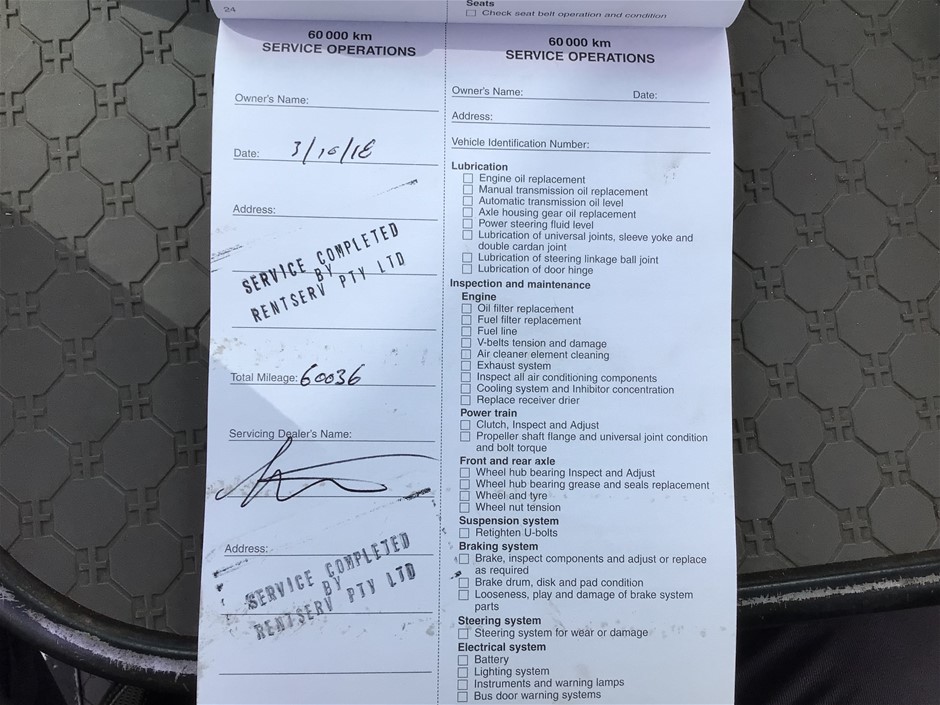 24
Seats
Check seat belt operation and condition
60 000 km
SERVICE OPERATIONS
Owner's Name:
Date: 3/10/18
Address:
SERVICE COMPLETED
BY
RENTSERV PTY LTD
Total Mileage: 60036
Servicing Dealer's Name:
Address:
SERVICE COMPLETED
BY
RENTSERV PTY LTD
60 000 km
SERVICE OPERATIONS
Owner's Name: Date:
Address:
Vehicle Identification Number:
Lubrication
Engine oil replacement
Manual transmission oil replacement
Automatic transmission oil level
Axle housing gear oil replacement
Power steering fluid level
Lubrication of universal joints, sleeve yoke and
double cardan joint
Lubrication of steering linkage ball joint
Lubrication of door hinge
Inspection and maintenance
Engine
Oil filter replacement
Fuel filter replacement
Fuel line
V-belts tension and damage
Air cleaner element cleaning
Exhaust system
Inspect all air conditioning components
Cooling system and Inhibitor concentration
Replace receiver drier
Power train
Clutch, Inspect and Adjust
Propeller shaft flange and universal joint condition
and bolt torque
Front and rear axle
Wheel hub bearing Inspect and Adjust
Wheel hub bearing grease and seals replacement
Wheel and tyre
Wheel nut tension
Suspension system
Retighten U-bolts
Braking system
Brake, inspect components and adjust or replace
as required
Brake drum, disk and pad condition
Looseness, play and damage of brake system
parts
Steering system
Steering system for wear or damage
Electrical system
Battery
Lighting system
Instruments and warning lamps
Bus door warning systems